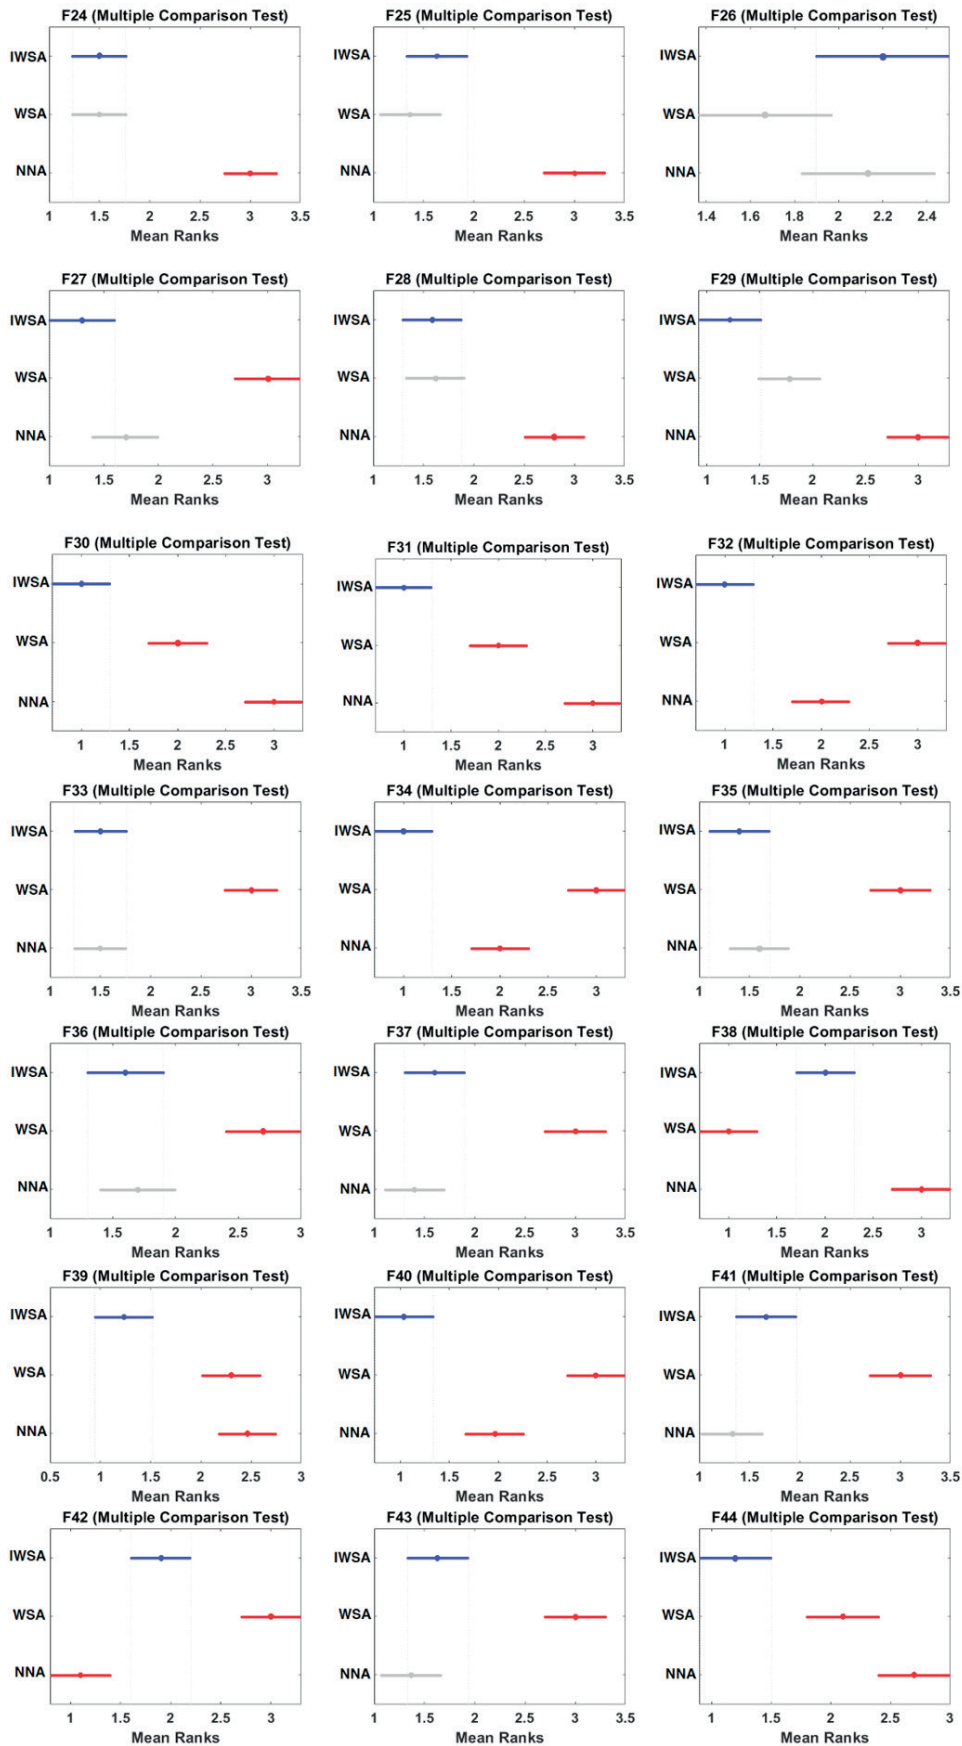 F24 (Multiple Comparison Test)
IWSA
WSA
NNA
1 1.5 2 2.5 3 3.5
Mean Ranks
F25 (Multiple Comparison Test)
IWSA
WSA
NNA
1 1.5 2 2.5 3 3.5
Mean Ranks
F26 (Multiple Comparison Test)
IWSA
WSA
NNA
1.4 1.6 1.8 2 2.2 2.4
Mean Ranks
F27 (Multiple Comparison Test)
IWSA
WSA
NNA
1 1.5 2 2.5 3
Mean Ranks
F28 (Multiple Comparison Test)
IWSA
WSA
NNA
1 1.5 2 2.5 3 3.5
Mean Ranks
F29 (Multiple Comparison Test)
IWSA
WSA
NNA
1 1.5 2 2.5 3
Mean Ranks
F30 (Multiple Comparison Test)
IWSA
WSA
NNA
1 1.5 2 2.5 3
Mean Ranks
F31 (Multiple Comparison Test)
IWSA
WSA
NNA
1 1.5 2 2.5 3
Mean Ranks
F32 (Multiple Comparison Test)
IWSA
WSA
NNA
1 1.5 2 2.5 3
Mean Ranks
F33 (Multiple Comparison Test)
IWSA
WSA
NNA
1 1.5 2 2.5 3 3.5
Mean Ranks
F34 (Multiple Comparison Test)
IWSA
WSA
NNA
1 1.5 2 2.5 3
Mean Ranks
F35 (Multiple Comparison Test)
IWSA
WSA
NNA
1 1.5 2 2.5 3 3.5
Mean Ranks
F36 (Multiple Comparison Test)
IWSA
WSA
NNA
1 1.5 2 2.5 3
Mean Ranks
F37 (Multiple Comparison Test)
IWSA
WSA
NNA
1 1.5 2 2.5 3 3.5
Mean Ranks
F38 (Multiple Comparison Test)
IWSA
WSA
NNA
1 1.5 2 2.5 3
Mean Ranks
F39 (Multiple Comparison Test)
IWSA
WSA
NNA
0.5 1 1.5 2 2.5 3
Mean Ranks
F40 (Multiple Comparison Test)
IWSA
WSA
NNA
1 1.5 2 2.5 3
Mean Ranks
F41 (Multiple Comparison Test)
IWSA
WSA
NNA
1 1.5 2 2.5 3 3.5
Mean Ranks
F42 (Multiple Comparison Test)
IWSA
WSA
NNA
1 1.5 2 2.5 3
Mean Ranks
F43 (Multiple Comparison Test)
IWSA
WSA
NNA
1 1.5 2 2.5 3 3.5
Mean Ranks
F44 (Multiple Comparison Test)
IWSA
WSA
NNA
1 1.5 2 2.5 3
Mean Ranks